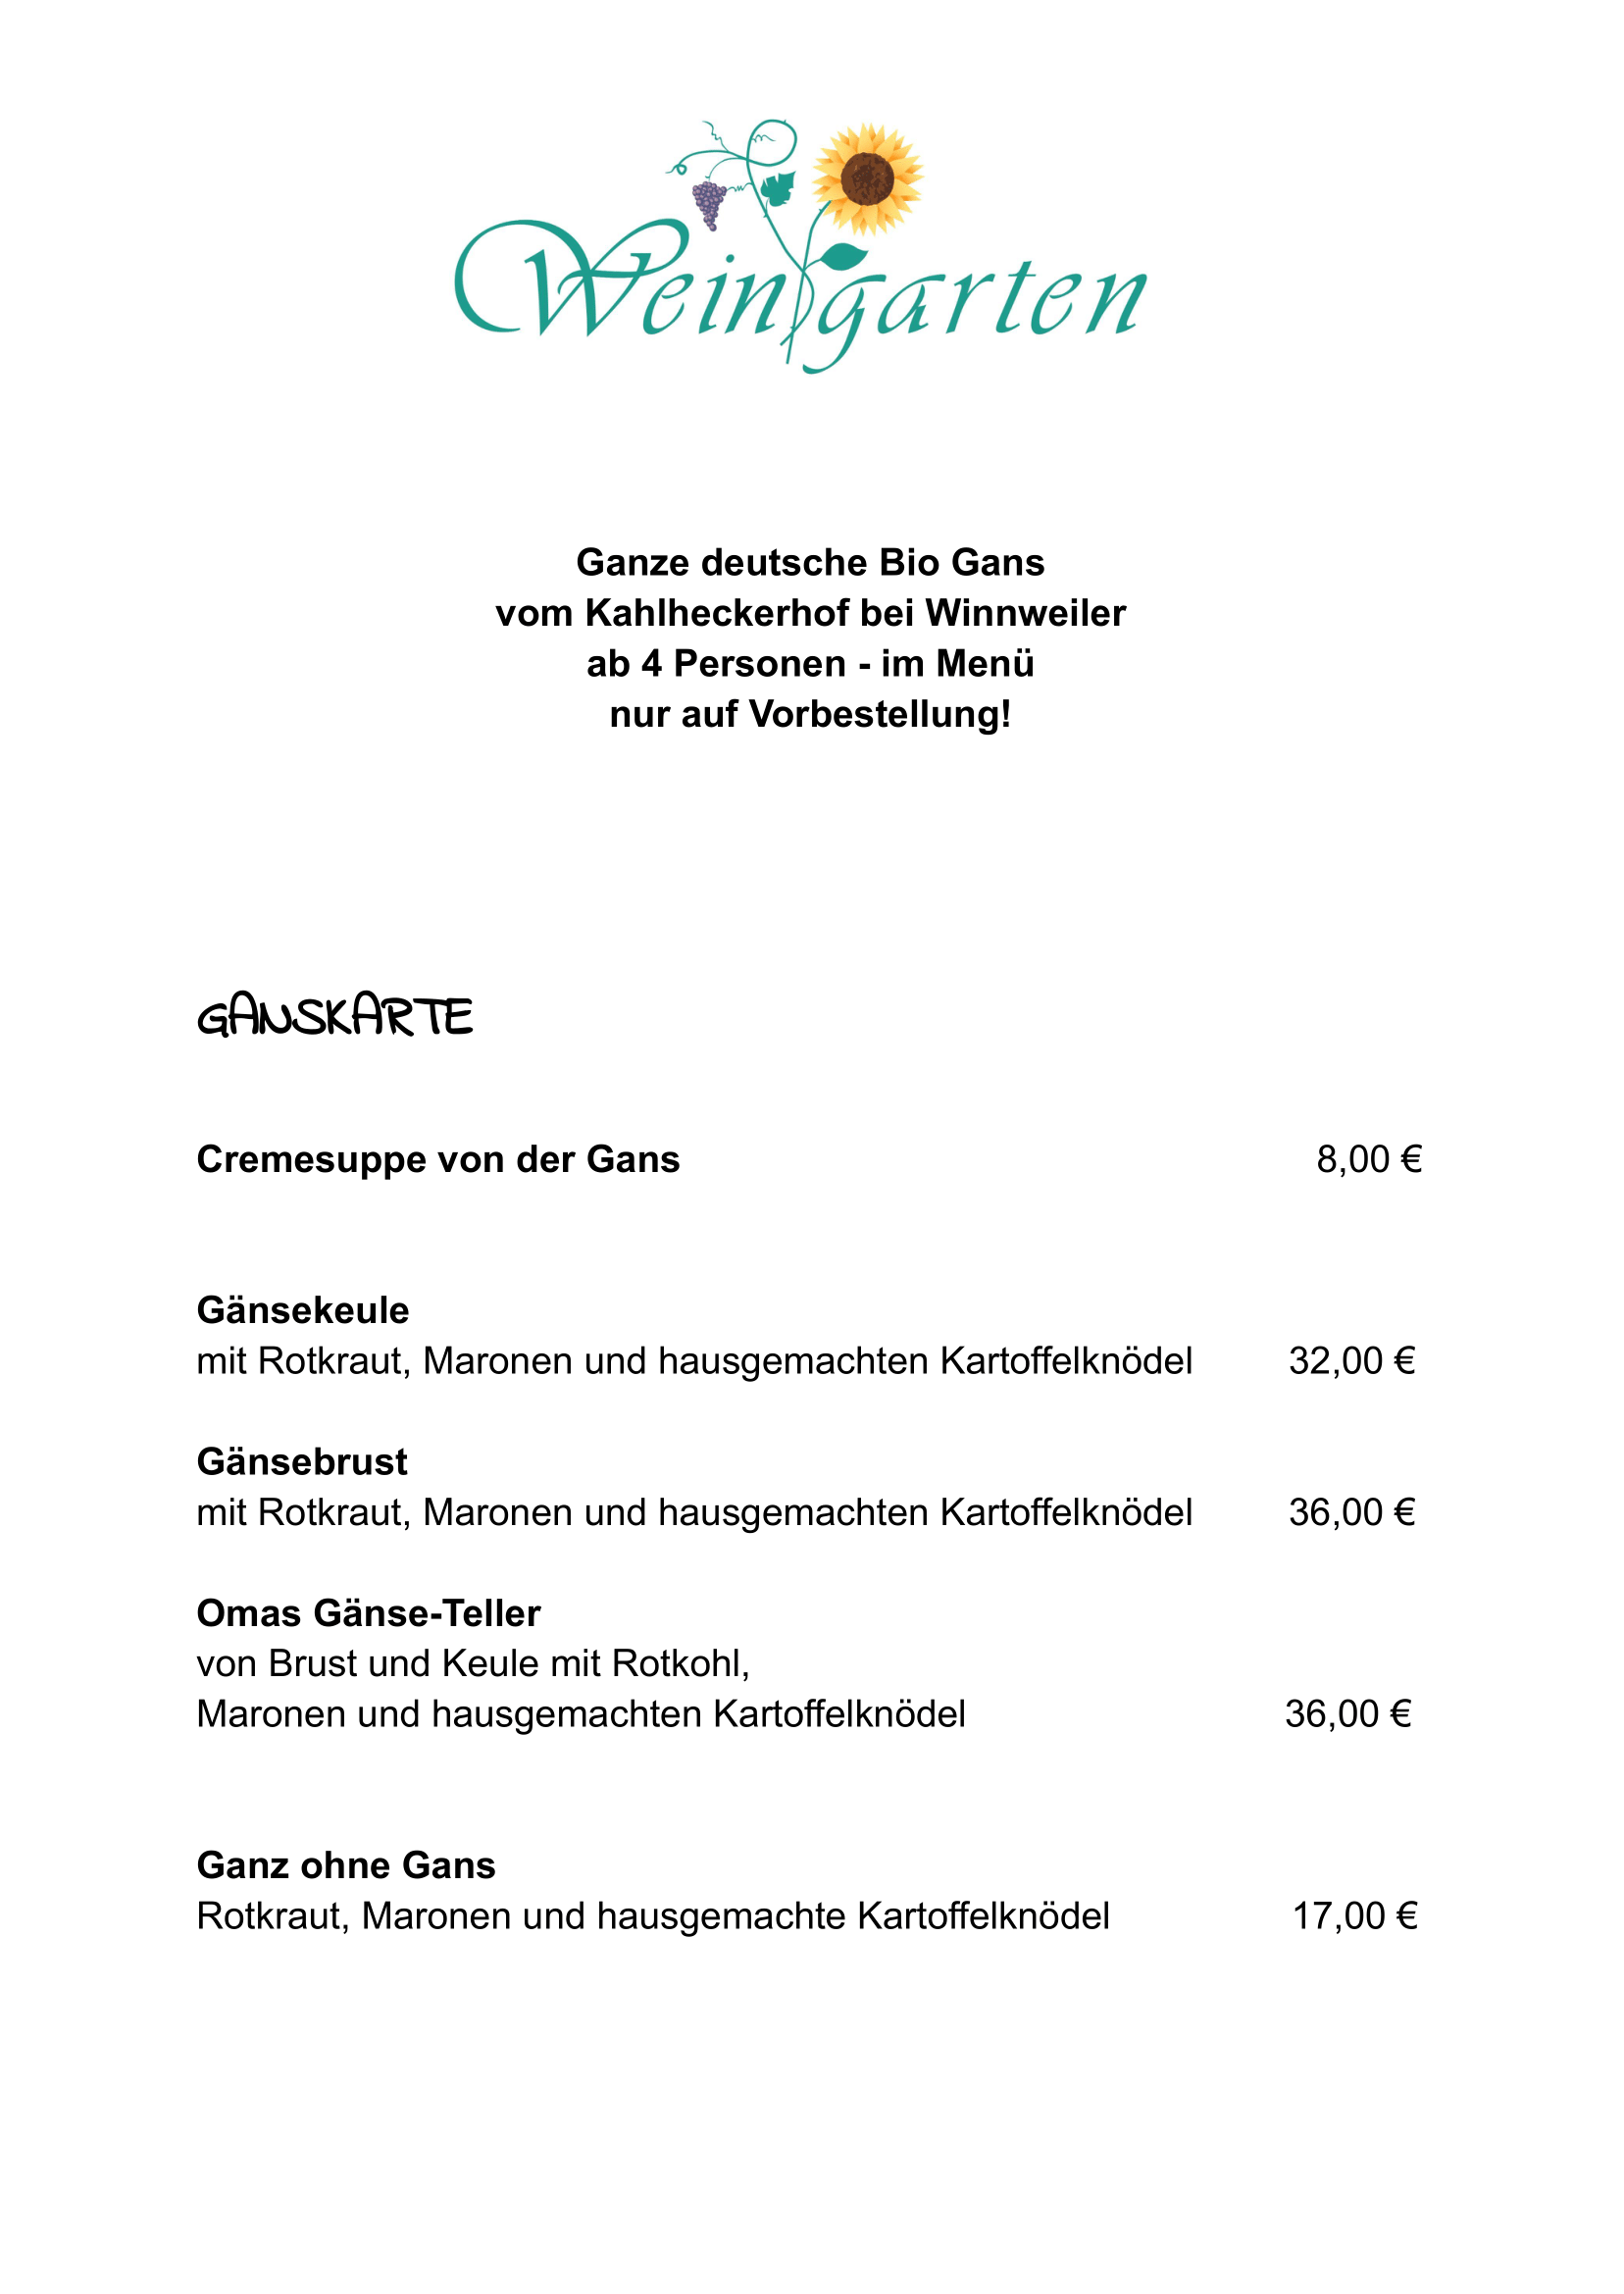 Weingarten
Ganze deutsche Bio Gans
vom Kahlheckerhof bei Winnweiler
ab 4 Personen - im Menü
nur auf Vorbestellung!
GANSKARTE
Cremesuppe von der Gans 8,00 €
Gänsekeule
mit Rotkraut, Maronen und hausgemachten Kartoffelknödel 32,00 €
Gänsebrust
mit Rotkraut, Maronen und hausgemachten Kartoffelknödel 36,00 €
Omas Gänse-Teller
von Brust und Keule mit Rotkohl,
Maronen und hausgemachten Kartoffelknödel 36,00 €
Ganz ohne Gans
Rotkraut, Maronen und hausgemachte Kartoffelknödel 17,00 €